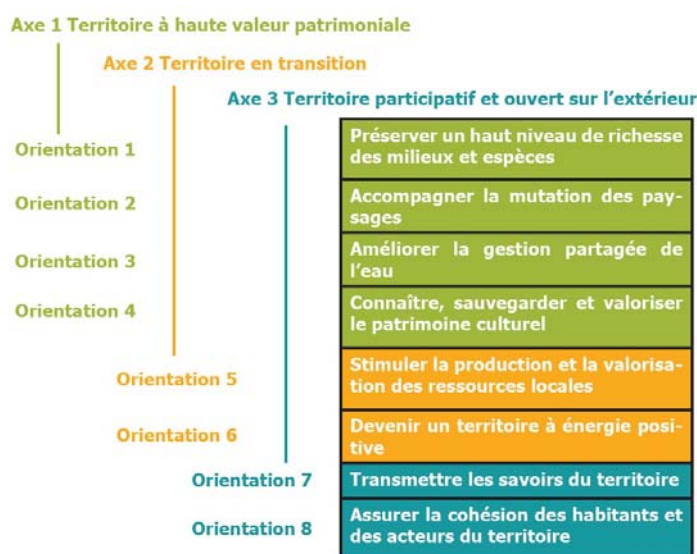 Axe 1 Territoire à haute valeur patrimoniale
Axe 2 Territoire en transition
Axe 3 Territoire participatif et ouvert sur l'extérieur
Orientation 1
Préserver un haut niveau de richesse
des milieux et espèces
Orientation 2
Accompagner la mutation des pay-
sages
Orientation 3
Améliorer la gestion partagée de
l'eau
Orientation 4
Connaître, sauvegarder et valoriser
le patrimoine culturel
Orientation 5
Stimuler la production et la valorisa-
tion des ressources locales
Orientation 6
Devenir un territoire à énergie posi-
tive
Orientation 7
Transmettre les savoirs du territoire
Orientation 8
Assurer la cohésion des habitants et
des acteurs du territoire